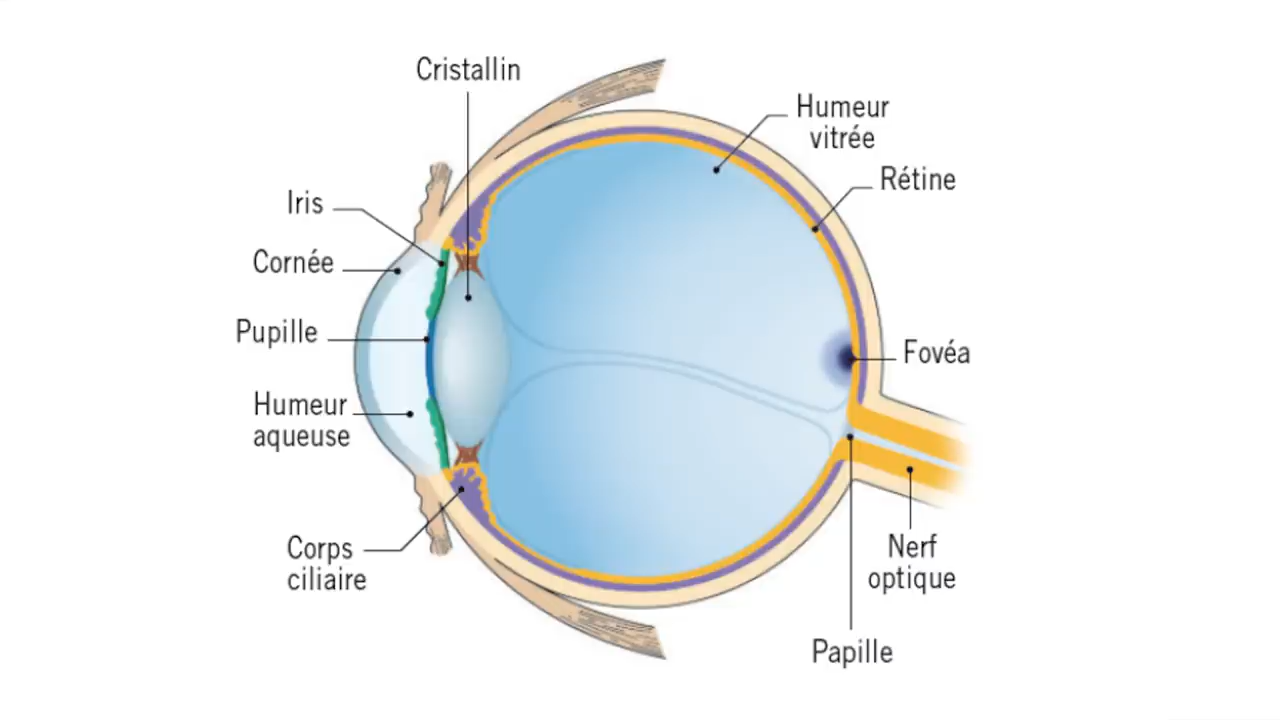 Cristallin
Humeur
vitrée
Rétine
Iris
Cornée
Pupille
Fovéa
Humeur
aqueuse
Corps
ciliaire
Nerf
optique
Papille